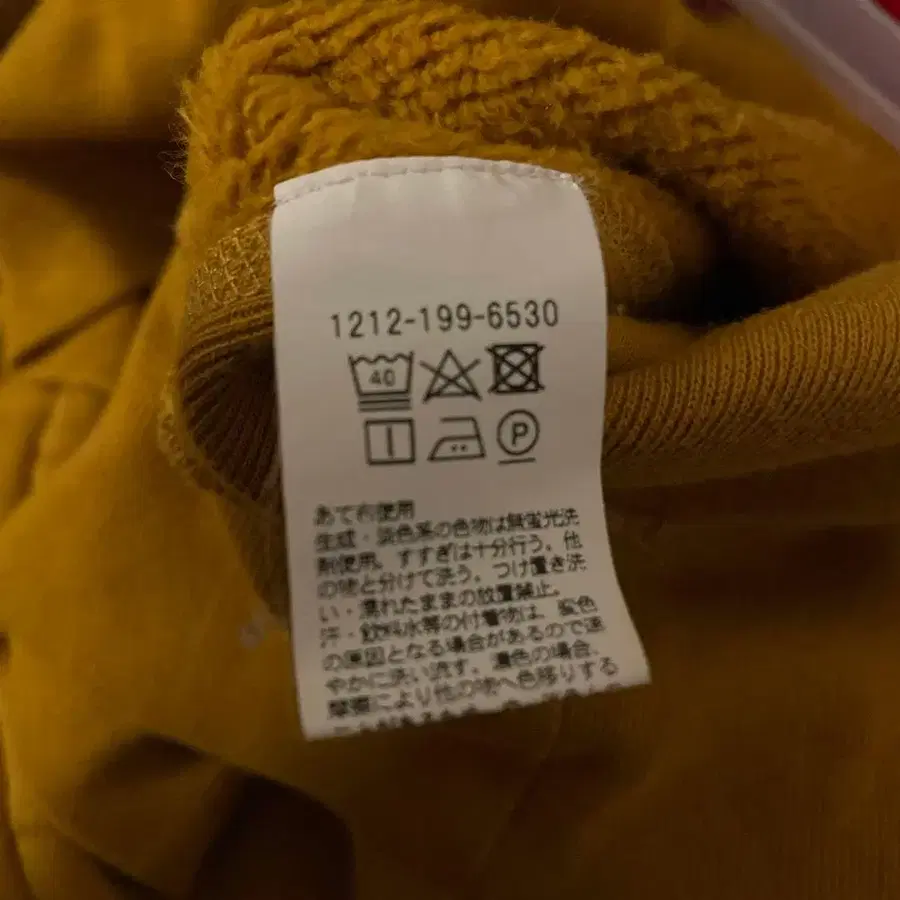 1212-199-6530
40
P
あて布使用
生成・淡色系の色物は無蛍光洗
剤使用。すすぎは十分行う。他
の物と分けて洗う。つけ置き洗
い・濡れたままの放置禁止。
汗・飲料水等の付着物は、変色
の原因となる場合があるので速
やかに洗い流す。濃色の場合、
摩擦により他の物へ色移りする